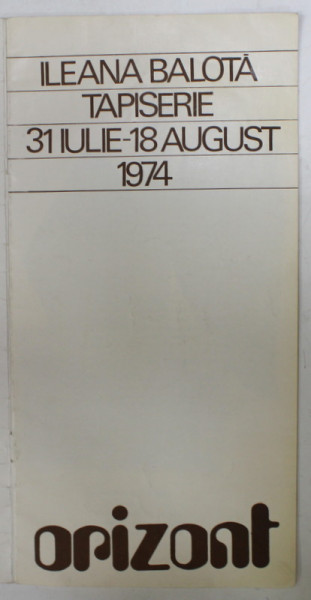 ILEANA BALOTĂ
TAPISERIE
31 IULIE-18 AUGUST
1974
orizont